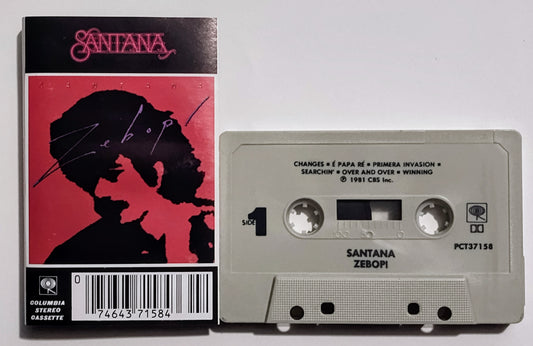 SANTANA
SANTANA
Zebop!
COLUMBIA
STEREO
CASSETTE
0
74643 71584
CHANGES • É PAPA RÉ • PRIMERA INVASION •
SEARCHIN' • OVER AND OVER • WINNING
℗ 1981 CBS Inc.
SIDE 1
SANTANA
ZEBOP!
PCT37158